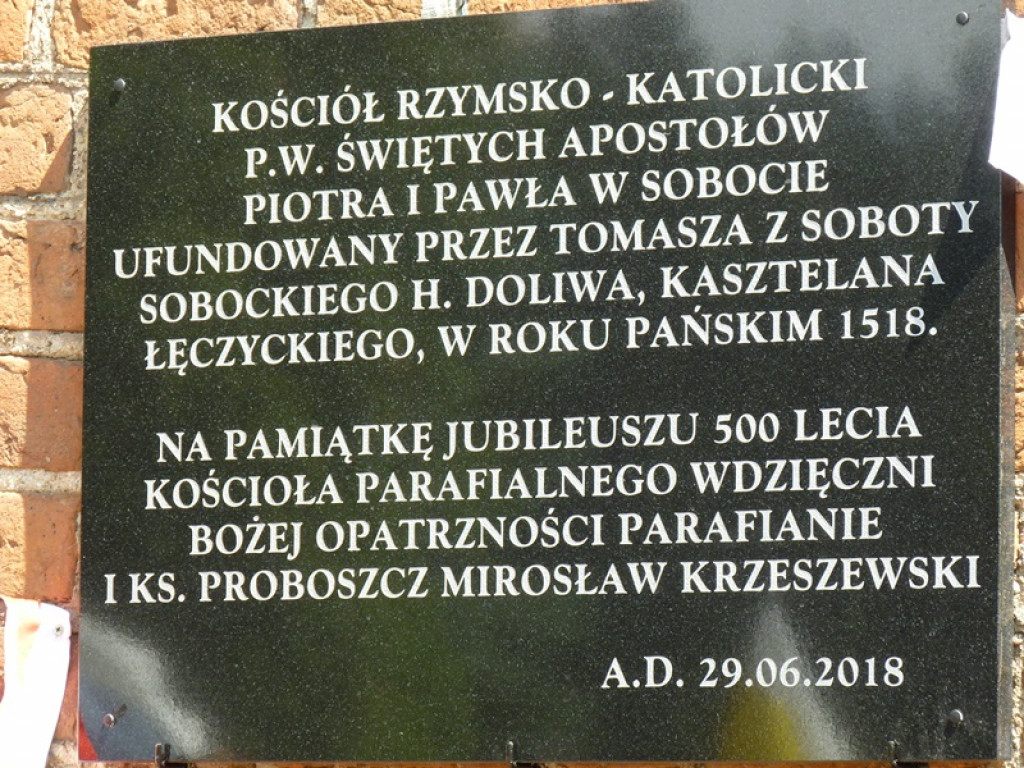 KOŚCIÓŁ RZYMSKO - KATOLICKI
P.W. ŚWIĘTYCH APOSTOŁÓW
PIOTRA I PAWŁA W SOBOCIE
UFUNDOWANY PRZEZ TOMASZA Z SOBOTY
SOBOCKIEGO H. DOLIWA, KASZTELANA
ŁĘCZYCKIEGO, W ROKU PAŃSKIM 1518.
NA PAMIĄTKĘ JUBILEUSZU 500 LECIA
KOŚCIOŁA PARAFIALNEGO WDZIĘCZNI
BOŻEJ OPATRZNOŚCI PARAFIANIE
I KS. PROBOSZCZ MIROSŁAW KRZESZEWSKI
A.D. 29.06.2018